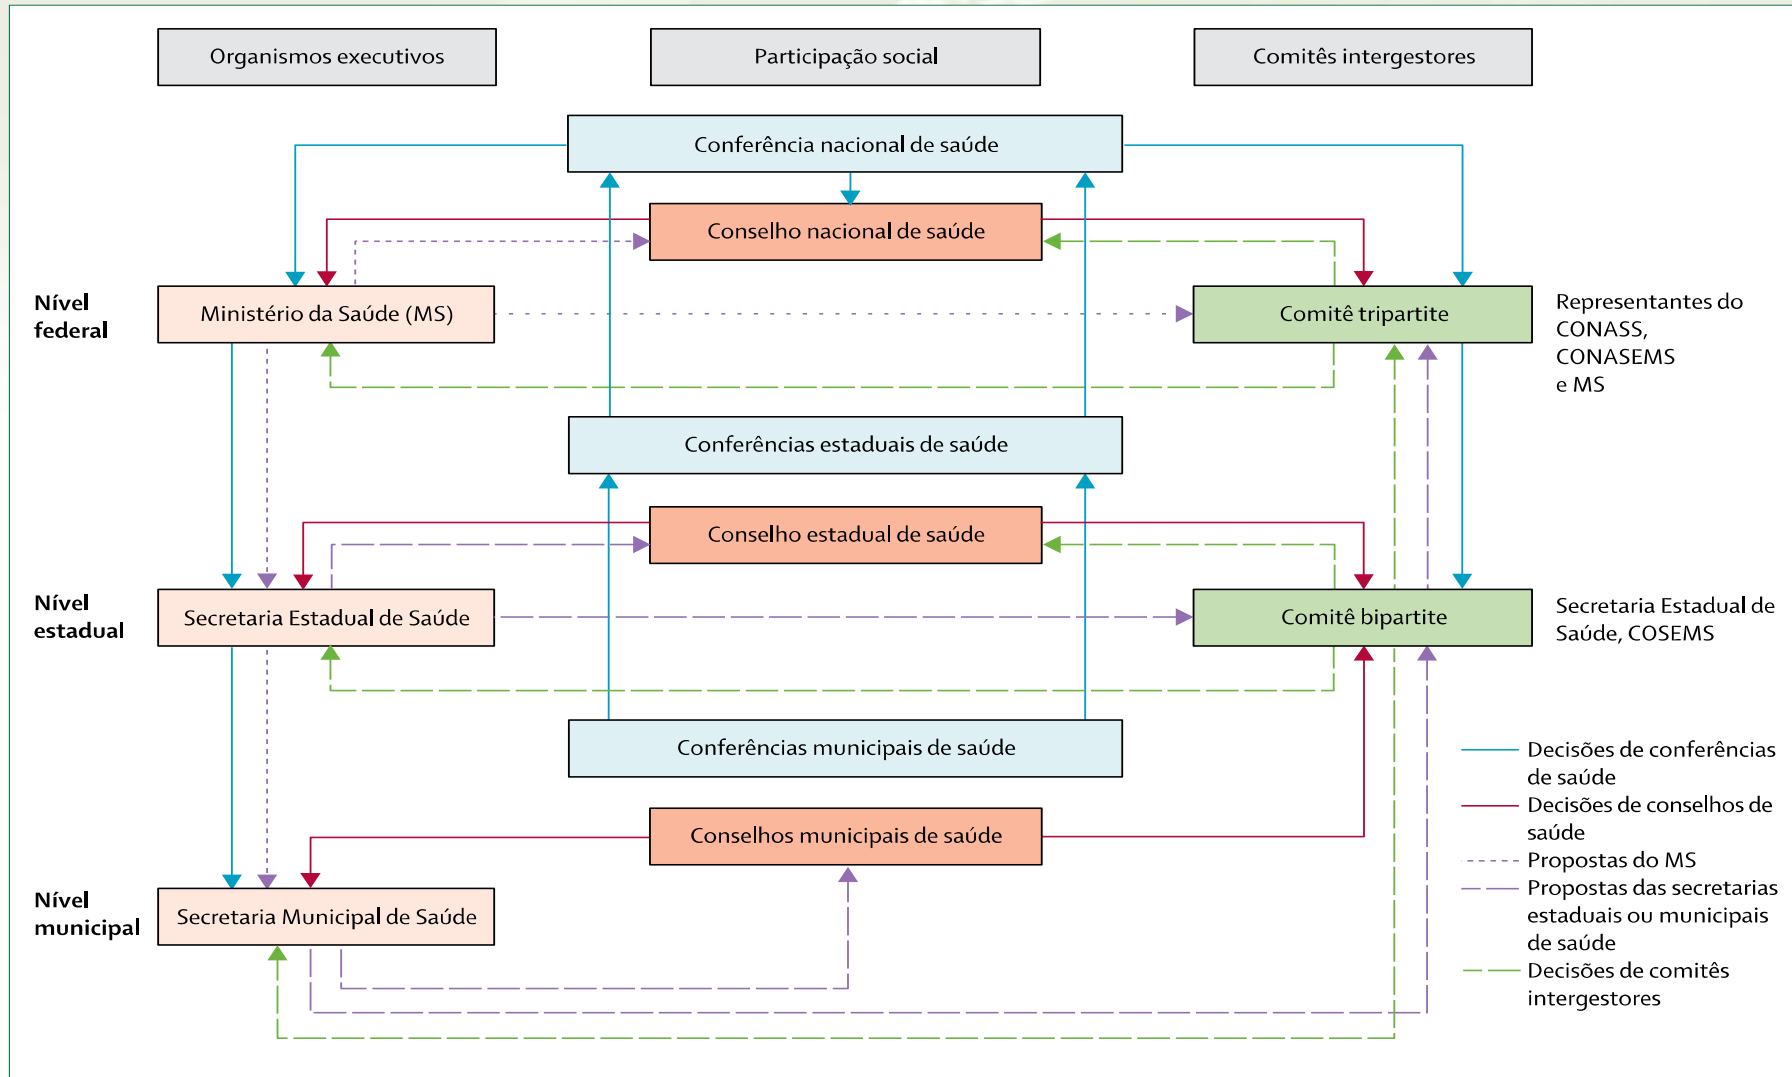 Organismos executivos
Participação social
Comitês intergestores
Conferência nacional de saúde
Conselho nacional de saúde
Nível
federal
Ministério da Saúde (MS)
Comitê tripartite
Representantes do
CONASS,
CONASEMS
e MS
Conferências estaduais de saúde
Conselho estadual de saúde
Nível
estadual
Secretaria Estadual de Saúde
Comitê bipartite
Secretaria Estadual de
Saúde, COSEMS
Conferências municipais de saúde
Conselhos municipais de saúde
Nível
municipal
Secretaria Municipal de Saúde
Decisões de conferências
de saúde
Decisões de conselhos de
saúde
Propostas do MS
Propostas das secretarias
estaduais ou municipais
de saúde
Decisões de comitês
intergestores